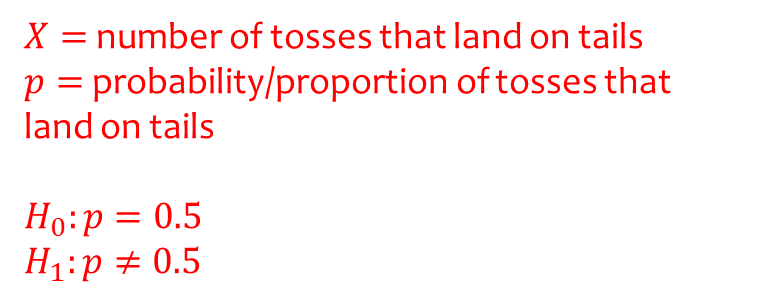 X = number of tosses that land on tails
p = probability/proportion of tosses that
land on tails
H₀: p = 0.5
H₁: p ≠ 0.5